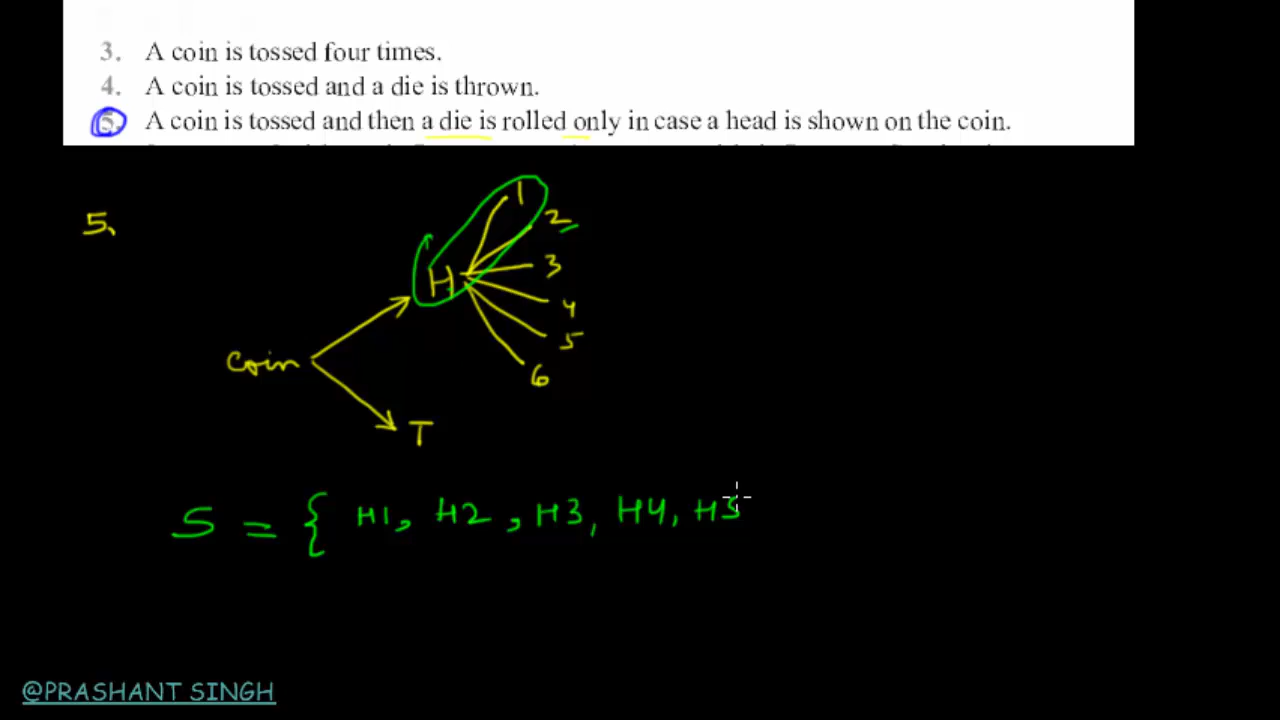 3. A coin is tossed four times.
4. A coin is tossed and a die is thrown.
5. A coin is tossed and then a die is rolled only in case a head is shown on the coin.
5.
1
2
H
3
4
5
Coin
6
T
S = { H1, H2, H3, H4, H5
@PRASHANT SINGH